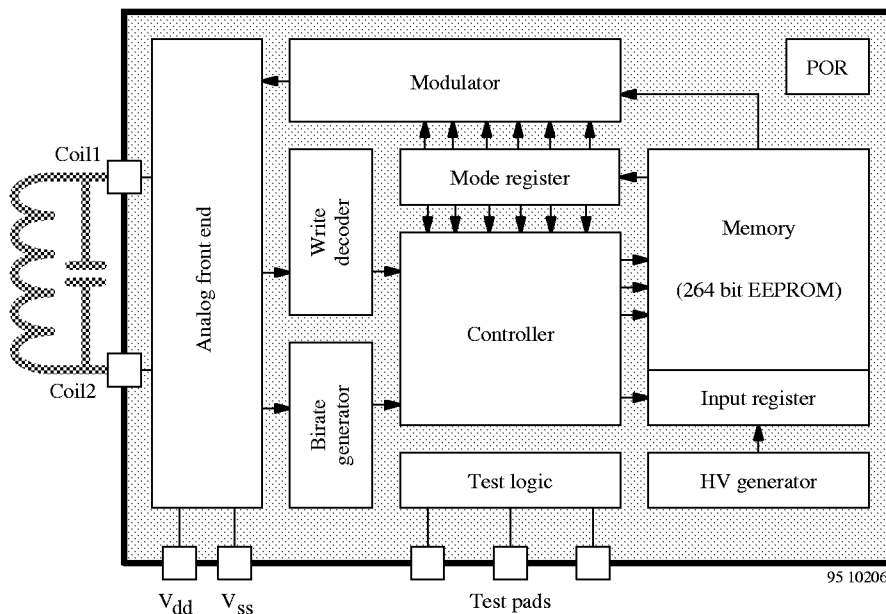 POR
Modulator
Coil1
Mode register
Write
decoder
Memory
Analog front end
(264 bit EEPROM)
Controller
Coil2
Input register
Birate
generator
Test logic
HV generator
95 10206
Vdd
Vss
Test pads